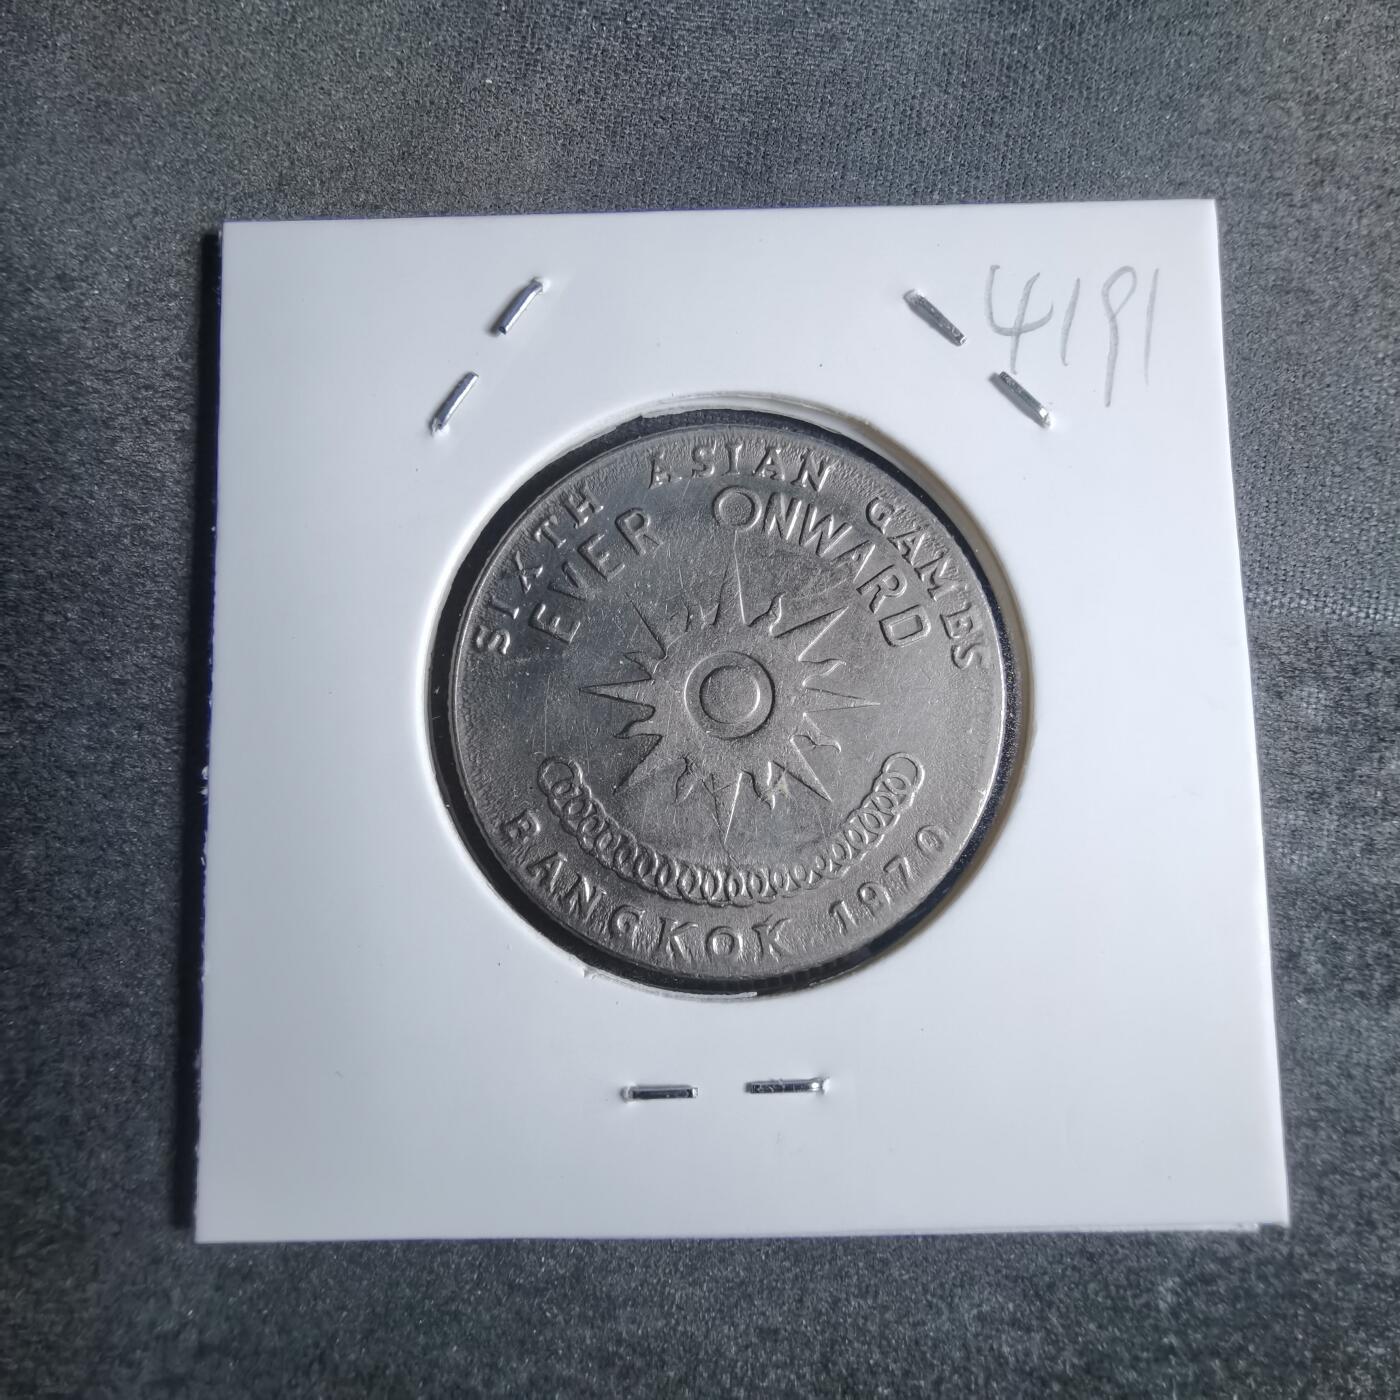 4191
SIXTH ASIAN GAMES
EVER ONWARD
BANGKOK 1970